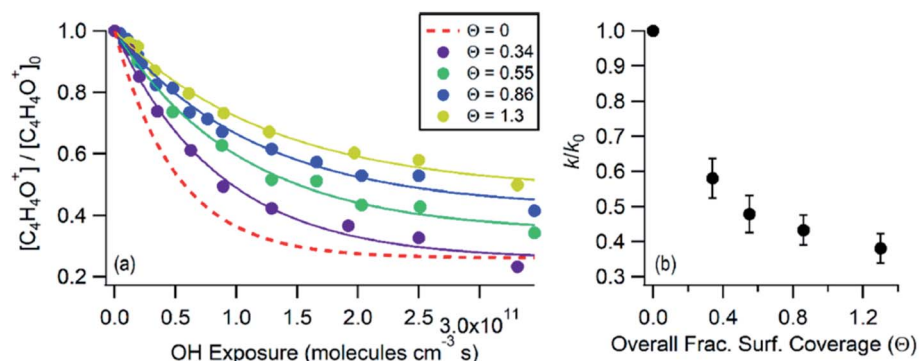 [C₄H₄O⁺] / [C₄H₄O⁺]₀
1.0
0.8
0.6
0.4
0.2
(a)
Θ = 0
Θ = 0.34
Θ = 0.55
Θ = 0.86
Θ = 1.3
0.0
0.5
1.0
1.5
2.0
2.5
3.0x10¹¹
OH Exposure (molecules cm⁻³ s)
k/k₀
1.0
0.9
0.8
0.7
0.6
0.5
0.4
0.3
(b)
0.0
0.4
0.8
1.2
Overall Frac. Surf. Coverage (Θ)